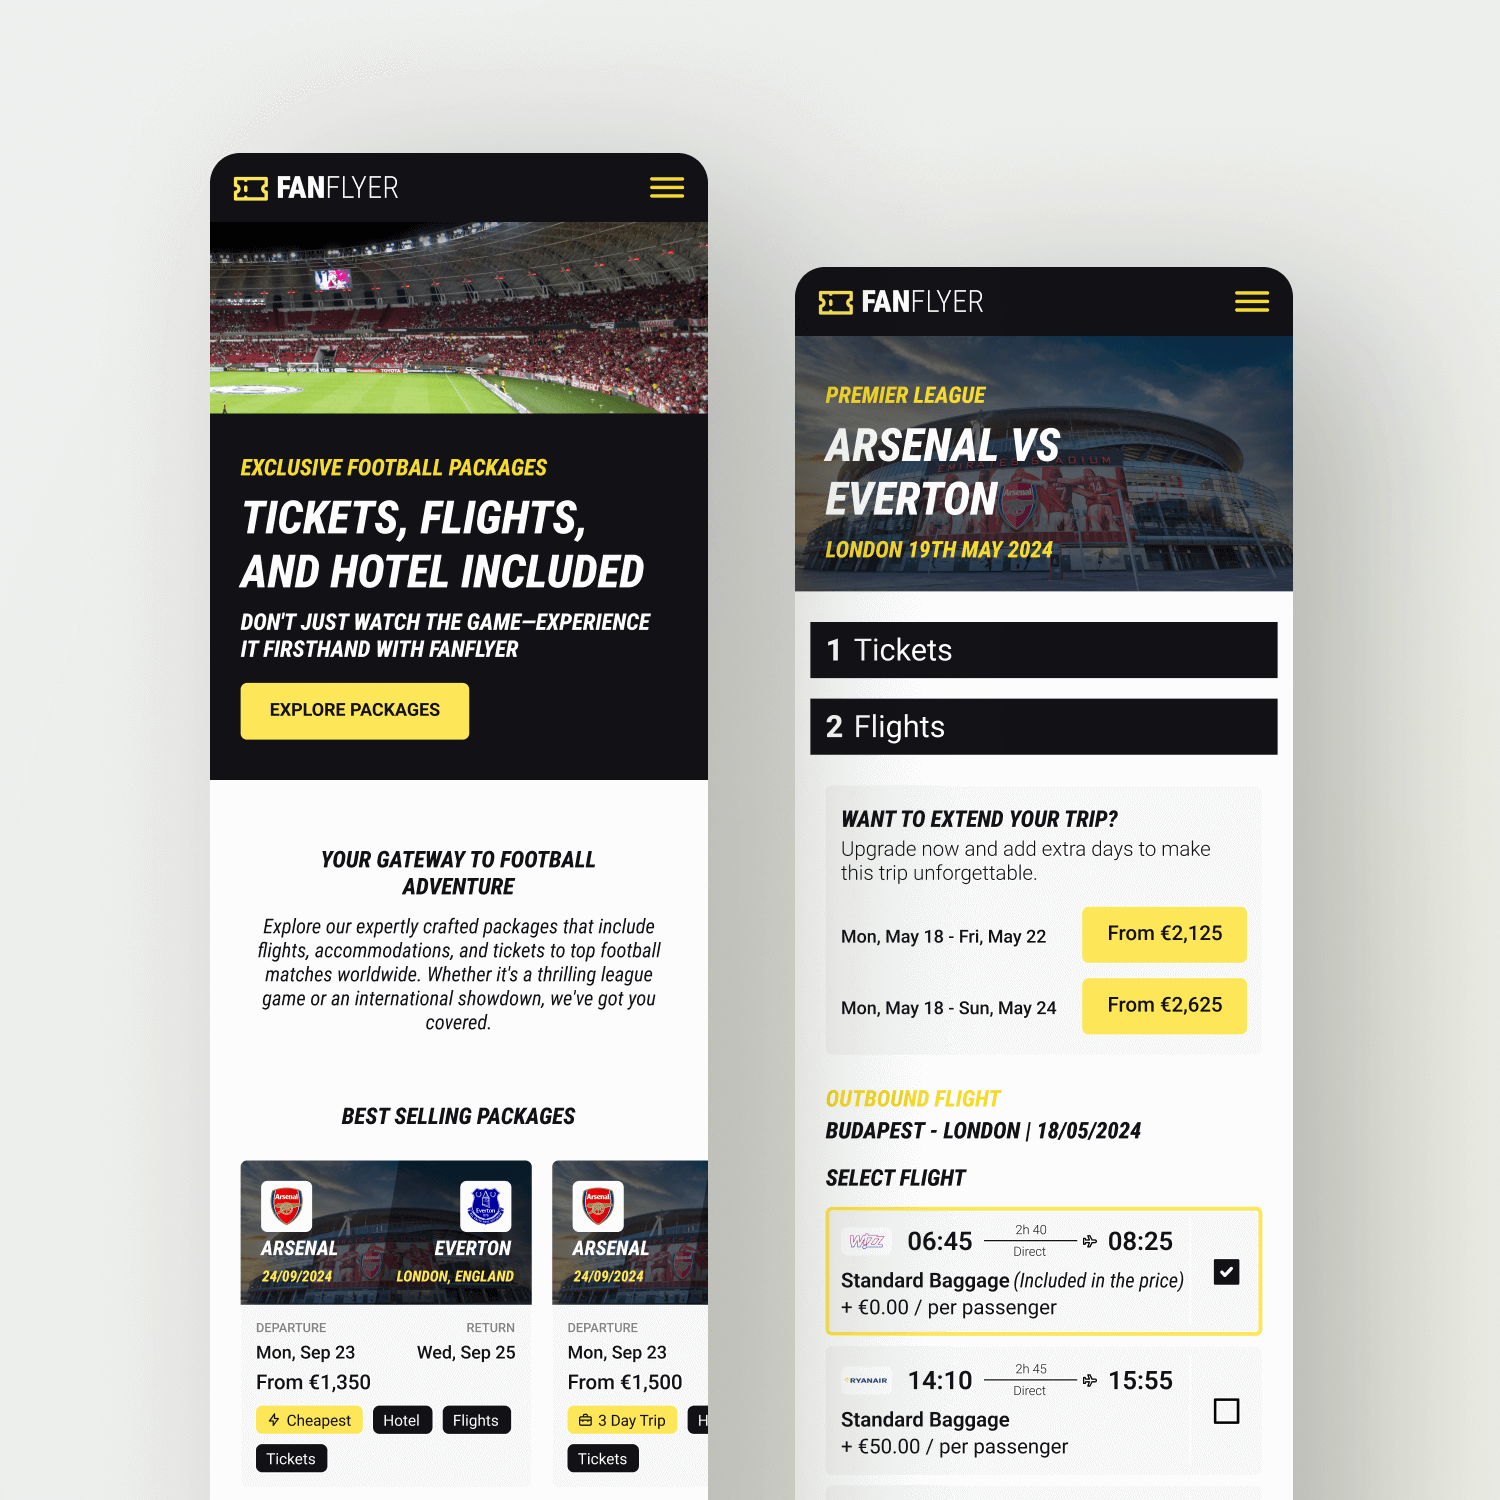 FANFLYER
EXCLUSIVE FOOTBALL PACKAGES
TICKETS, FLIGHTS,
AND HOTEL INCLUDED
DON'T JUST WATCH THE GAME—EXPERIENCE
IT FIRSTHAND WITH FANFLYER
EXPLORE PACKAGES
YOUR GATEWAY TO FOOTBALL
ADVENTURE
Explore our expertly crafted packages that include
flights, accommodations, and tickets to top football
matches worldwide. Whether it's a thrilling league
game or an international showdown, we've got you
covered.
BEST SELLING PACKAGES
Arsenal
Everton
ARSENAL EVERTON
24/09/2024 LONDON, ENGLAND
DEPARTURE RETURN
Mon, Sep 23 Wed, Sep 25
From €1,350
Cheapest Hotel Flights
Tickets
Arsenal
ARSENAL
24/09/2024
DEPARTURE
Mon, Sep 23
From €1,500
3 Day Trip H
Tickets
FANFLYER
PREMIER LEAGUE
ARSENAL VS
EMIRATES STADIUM
EVERTON
Arsenal
LONDON 19TH MAY 2024
1 Tickets
2 Flights
WANT TO EXTEND YOUR TRIP?
Upgrade now and add extra days to make
this trip unforgettable.
Mon, May 18 - Fri, May 22 From €2,125
Mon, May 18 - Sun, May 24 From €2,625
OUTBOUND FLIGHT
BUDAPEST - LONDON | 18/05/2024
SELECT FLIGHT
W!ZZ 06:45 2h 40 Direct 08:25
Standard Baggage (Included in the price)
+ €0.00 / per passenger
RYANAIR 14:10 2h 45 Direct 15:55
Standard Baggage
+ €50.00 / per passenger